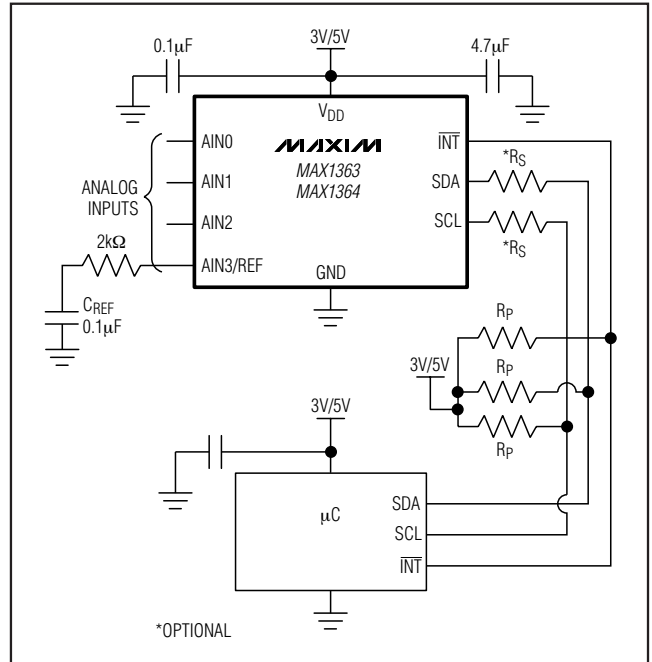 3V/5V
0.1µF
4.7µF
VDD
MAXIM
MAX1363
MAX1364
ANALOG
INPUTS
AIN0
AIN1
AIN2
AIN3/REF
INT
SDA
SCL
GND
*RS
*RS
2kΩ
CREF
0.1µF
RP
3V/5V
RP
RP
3V/5V
µC
SDA
SCL
INT
*OPTIONAL